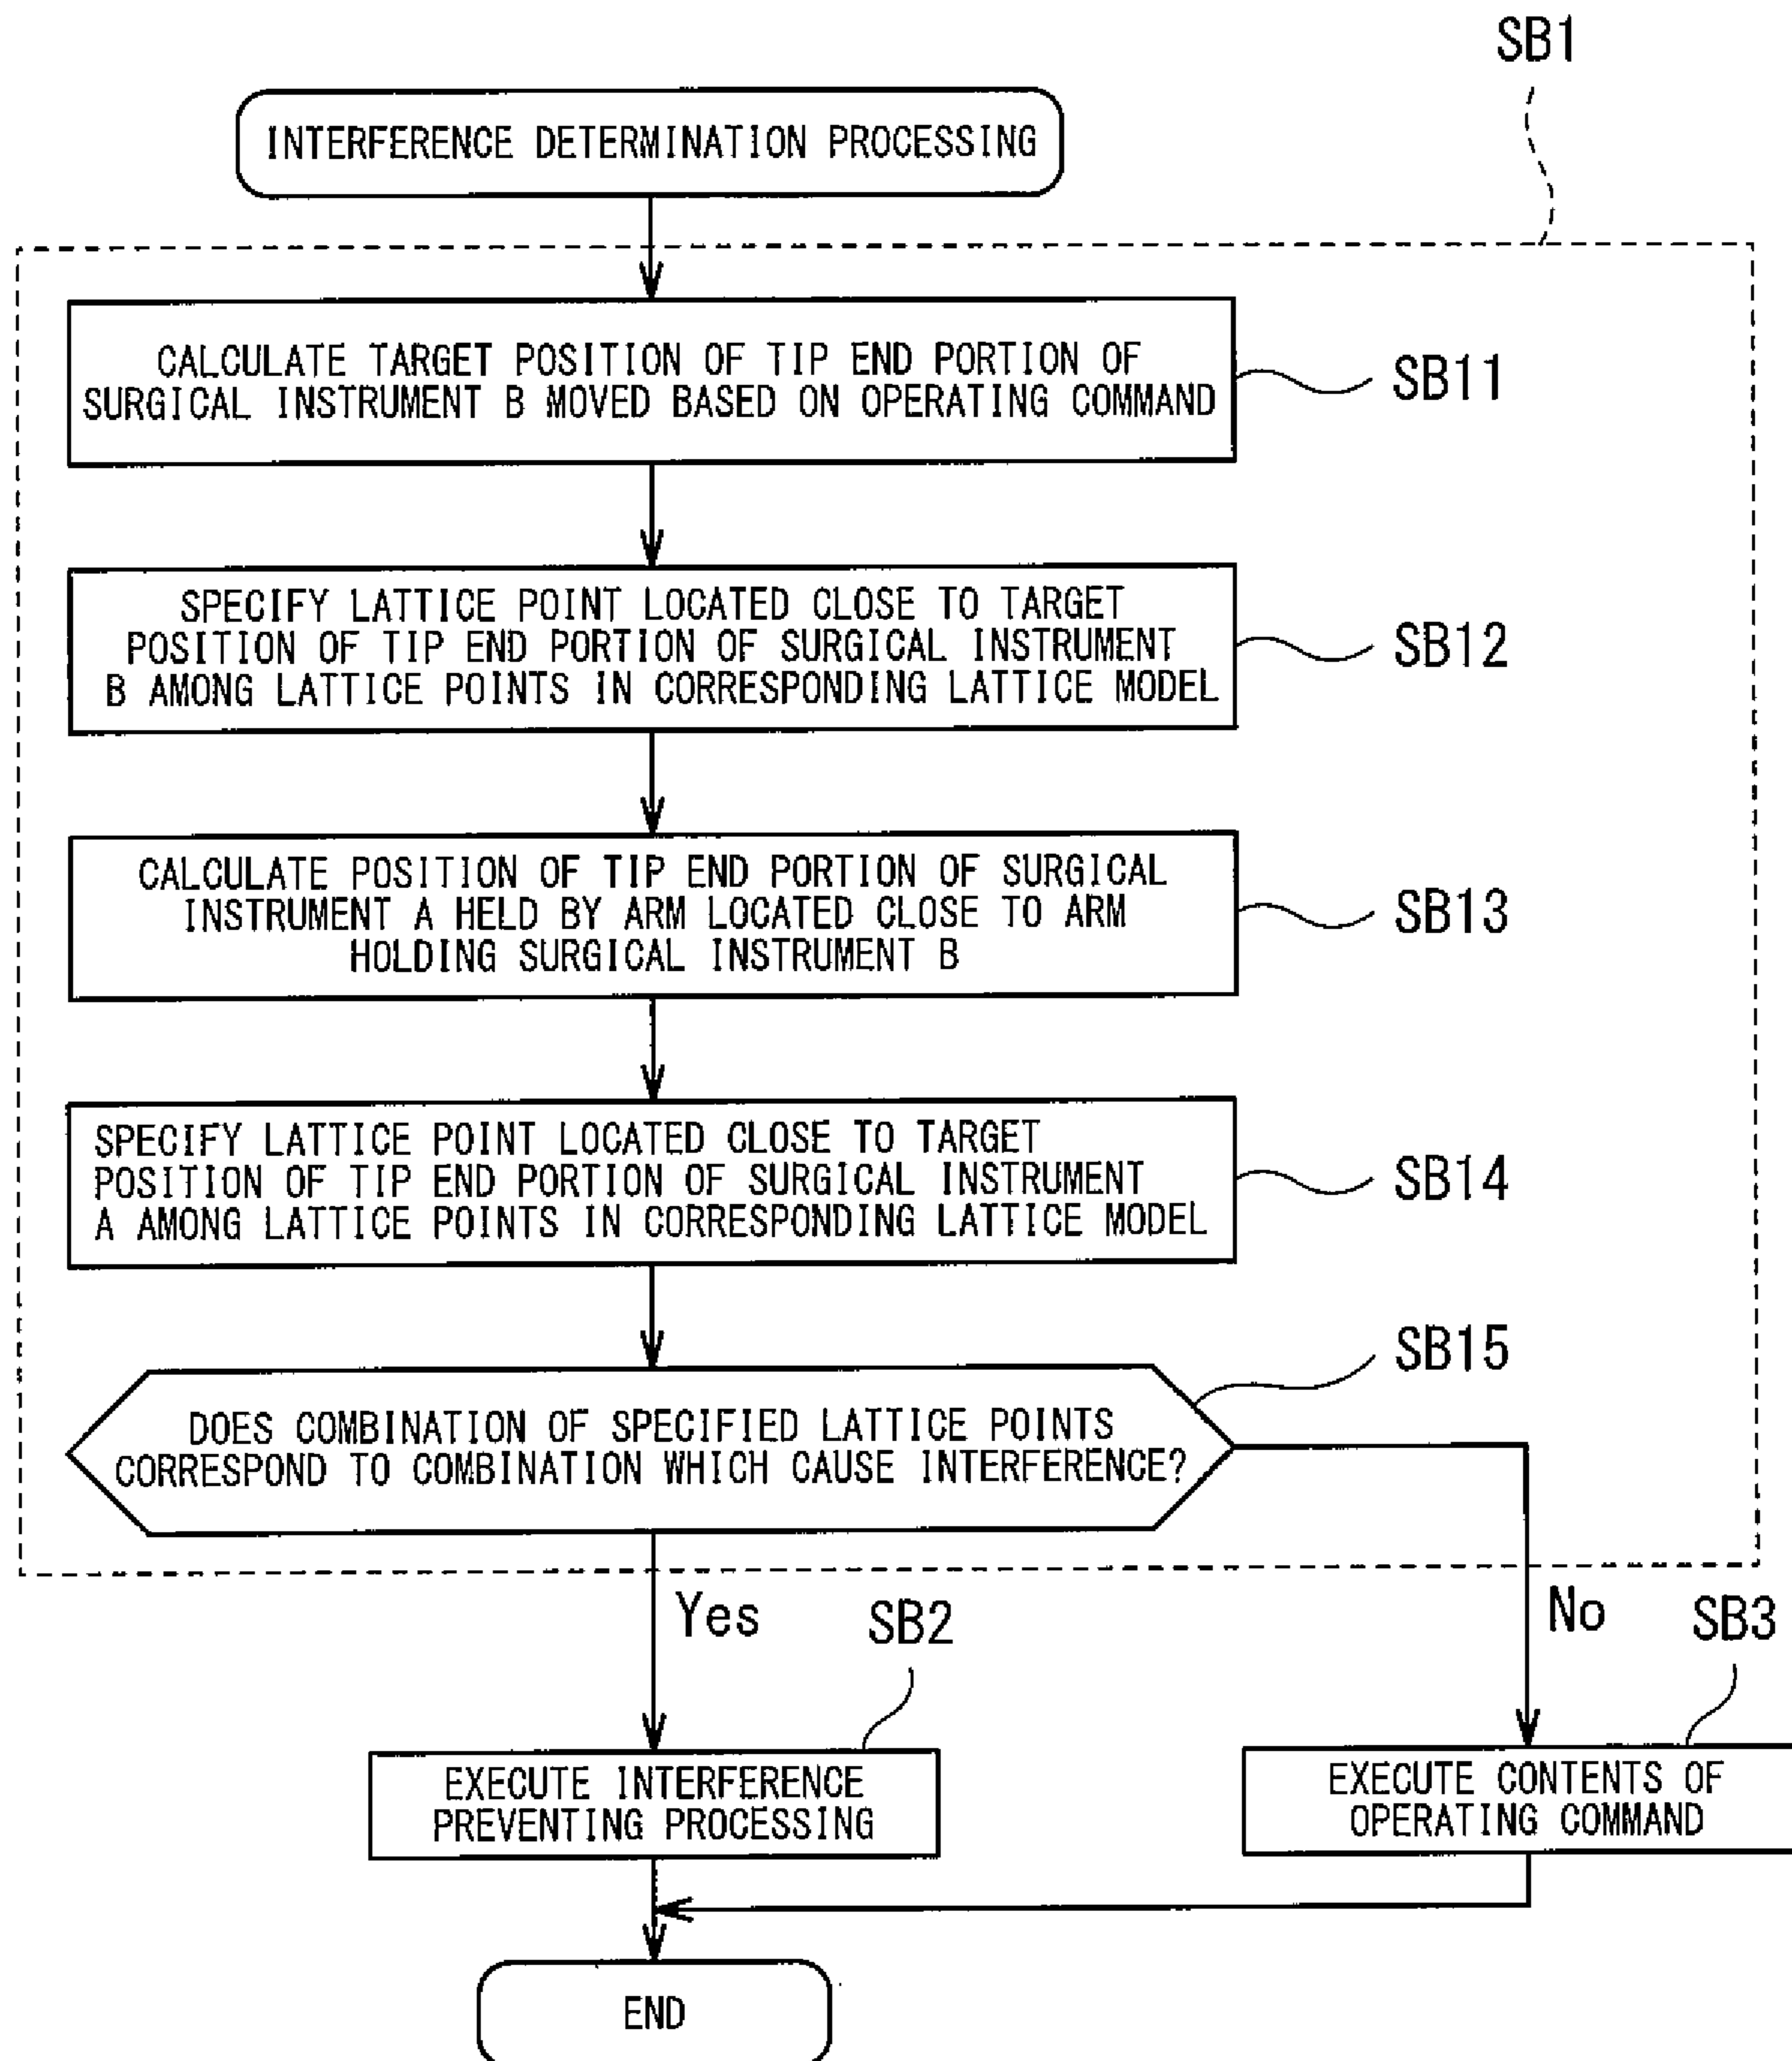 SB1
INTERFERENCE DETERMINATION PROCESSING
CALCULATE TARGET POSITION OF TIP END PORTION OF
SURGICAL INSTRUMENT B MOVED BASED ON OPERATING COMMAND
SB11
SPECIFY LATTICE POINT LOCATED CLOSE TO TARGET
POSITION OF TIP END PORTION OF SURGICAL INSTRUMENT
B AMONG LATTICE POINTS IN CORRESPONDING LATTICE MODEL
SB12
CALCULATE POSITION OF TIP END PORTION OF SURGICAL
INSTRUMENT A HELD BY ARM LOCATED CLOSE TO ARM
HOLDING SURGICAL INSTRUMENT B
SB13
SPECIFY LATTICE POINT LOCATED CLOSE TO TARGET
POSITION OF TIP END PORTION OF SURGICAL INSTRUMENT
A AMONG LATTICE POINTS IN CORRESPONDING LATTICE MODEL
SB14
SB15
DOES COMBINATION OF SPECIFIED LATTICE POINTS
CORRESPOND TO COMBINATION WHICH CAUSE INTERFERENCE?
Yes
SB2
No
SB3
EXECUTE INTERFERENCE
PREVENTING PROCESSING
EXECUTE CONTENTS OF
OPERATING COMMAND
END